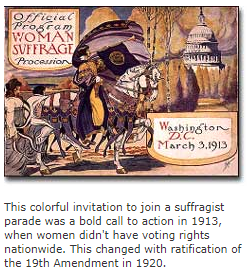 Official
Program
WOMAN
SUFFRAGE
Procession
Washington
D.C.
March 3, 1913
This colorful invitation to join a suffragist
parade was a bold call to action in 1913,
when women didn't have voting rights
nationwide. This changed with ratification of
the 19th Amendment in 1920.